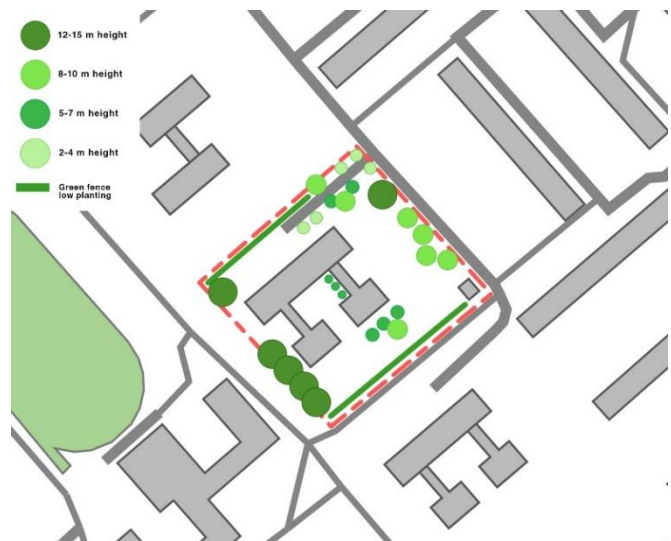 12-15 m height
8-10 m height
5-7 m height
2-4 m height
Green fence
low planting